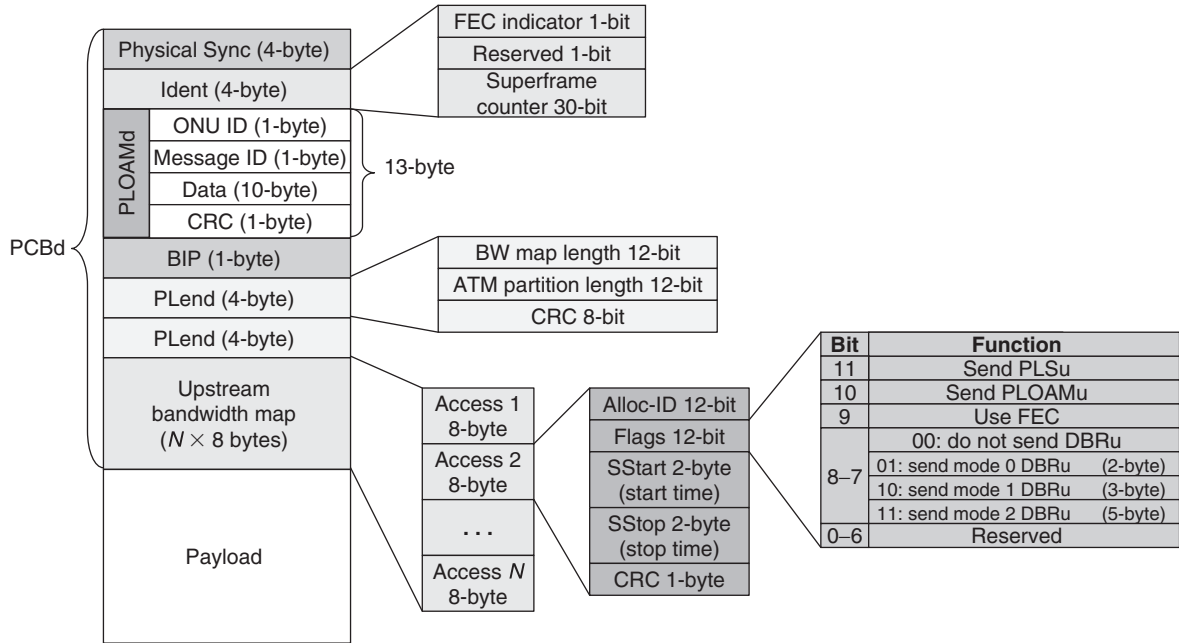 PCBd
Physical Sync (4-byte)
Ident (4-byte)
PLOAMd
ONU ID (1-byte)
Message ID (1-byte)
Data (10-byte)
CRC (1-byte)
13-byte
BIP (1-byte)
PLend (4-byte)
PLend (4-byte)
Upstream
bandwidth map
(N × 8 bytes)
Payload
FEC indicator 1-bit
Reserved 1-bit
Superframe
counter 30-bit
BW map length 12-bit
ATM partition length 12-bit
CRC 8-bit
Access 1
8-byte
Access 2
8-byte
...
Access N
8-byte
Alloc-ID 12-bit
Flags 12-bit
SStart 2-byte
(start time)
SStop 2-byte
(stop time)
CRC 1-byte
Bit Function
11 Send PLSu
10 Send PLOAMu
9 Use FEC
8–7
00: do not send DBRu
01: send mode 0 DBRu (2-byte)
10: send mode 1 DBRu (3-byte)
11: send mode 2 DBRu (5-byte)
0–6 Reserved